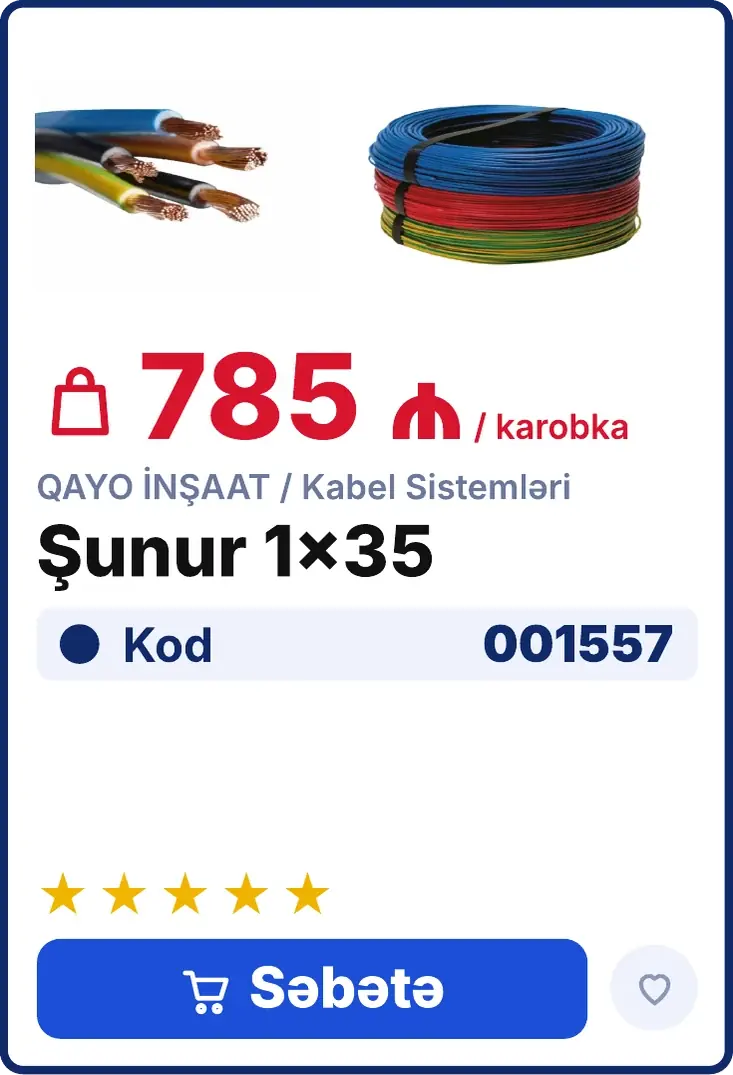 785 ₼ / karobka
QAYO İNŞAAT / Kabel Sistemləri
Şunur 1×35
Kod 001557
Səbətə